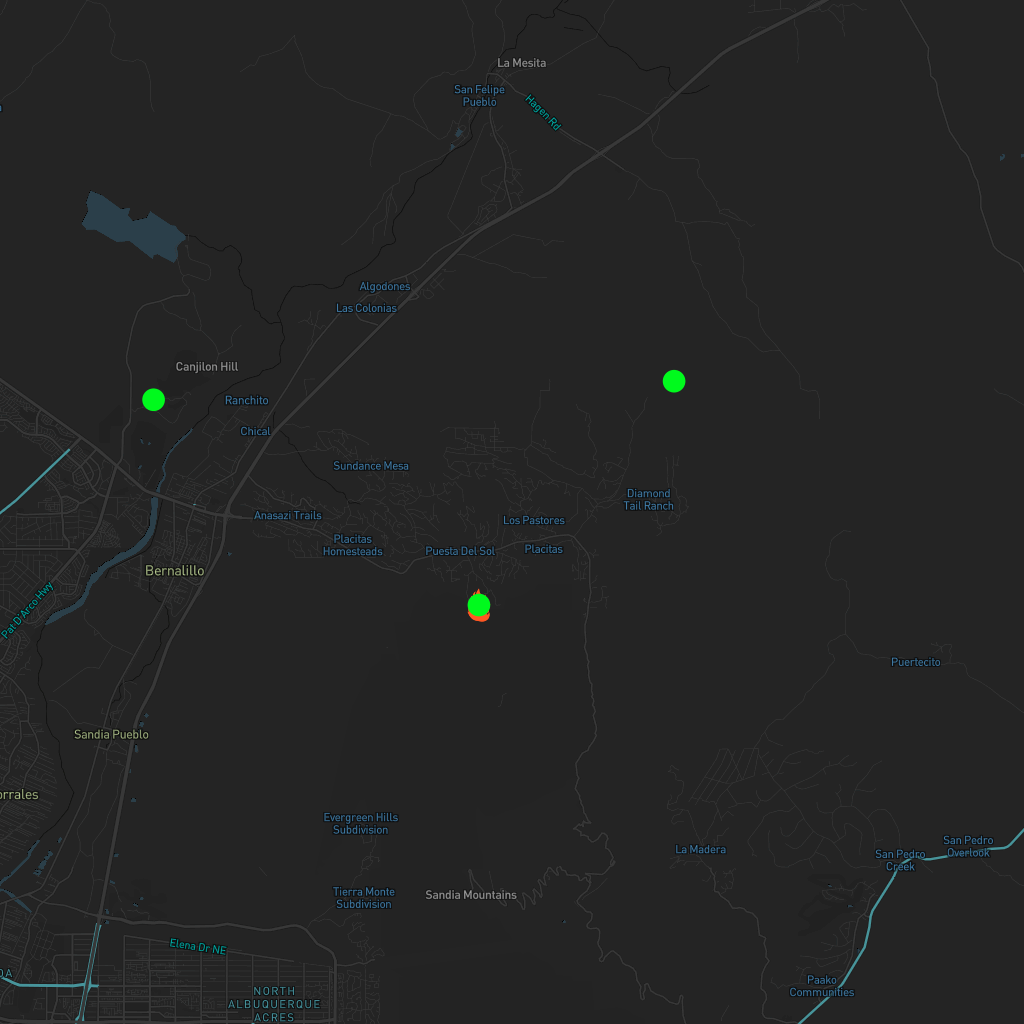 La Mesita
San Felipe
Pueblo
Hagen Rd
Algodones
Las Colonias
Canjilon Hill
Ranchito
Chical
Sundance Mesa
Diamond
Tail Ranch
Anasazi Trails
Los Pastores
Placitas
Homesteads
Puesta Del Sol
Placitas
Bernalillo
Pat D'Arco Hwy
Puertecito
Sandia Pueblo
orrales
Evergreen Hills
Subdivision
La Madera
San Pedro
Creek
San Pedro
Overlook
Tierra Monte
Subdivision
Sandia Mountains
Elena Dr NE
OA
NORTH
ALBUQUERQUE
ACRES
Paako
Communities